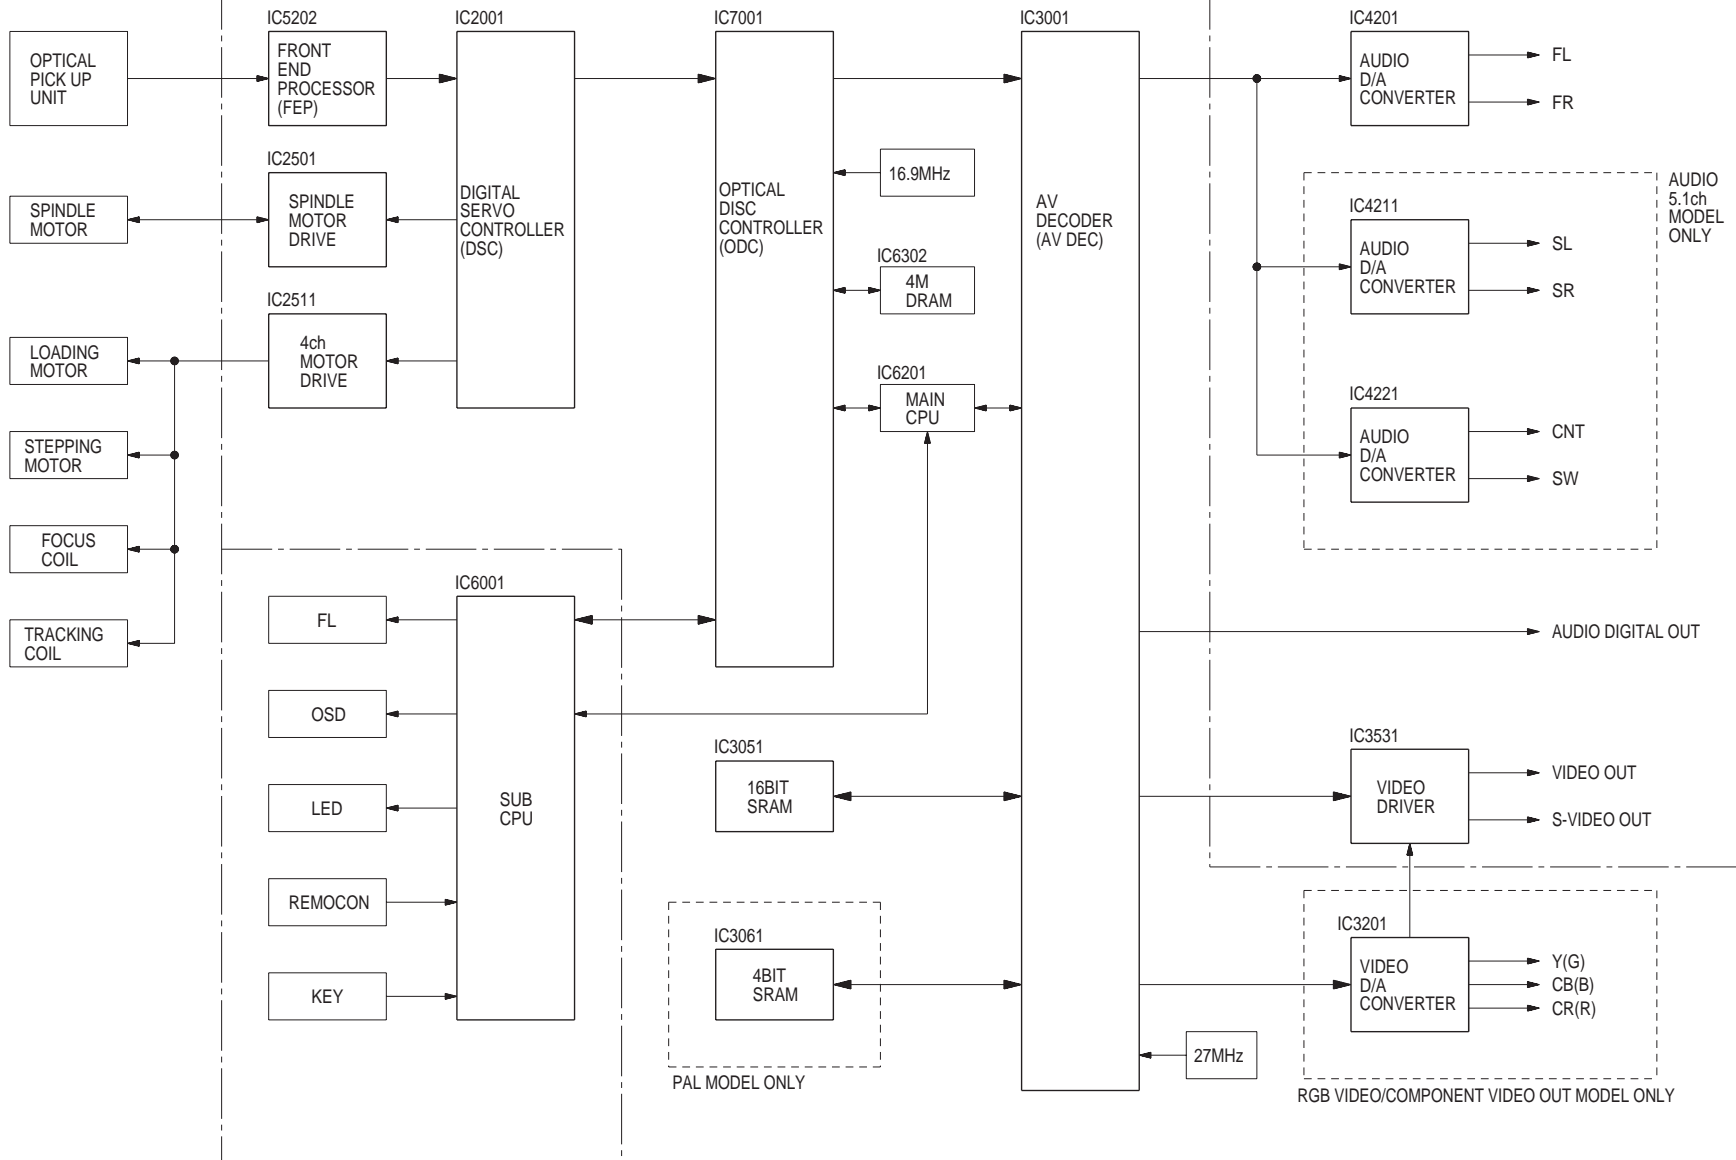 IC5202
FRONT
END
PROCESSOR
(FEP)
IC2001
DIGITAL
SERVO
CONTROLLER
(DSC)
IC7001
OPTICAL
DISC
CONTROLLER
(ODC)
IC3001
AV
DECODER
(AV DEC)
IC4201
AUDIO
D/A
CONVERTER
FL
FR
OPTICAL
PICK UP
UNIT
IC2501
SPINDLE
MOTOR
DRIVE
SPINDLE
MOTOR
16.9MHz
AUDIO
5.1ch
MODEL
ONLY
IC4211
AUDIO
D/A
CONVERTER
SL
SR
IC6302
4M
DRAM
IC2511
4ch
MOTOR
DRIVE
LOADING
MOTOR
IC6201
MAIN
CPU
IC4221
AUDIO
D/A
CONVERTER
CNT
SW
STEPPING
MOTOR
FOCUS
COIL
TRACKING
COIL
IC6001
SUB
CPU
FL
OSD
LED
REMOCON
KEY
AUDIO DIGITAL OUT
IC3051
16BIT
SRAM
IC3531
VIDEO
DRIVER
VIDEO OUT
S-VIDEO OUT
IC3061
4BIT
SRAM
PAL MODEL ONLY
IC3201
VIDEO
D/A
CONVERTER
Y(G)
CB(B)
CR(R)
27MHz
RGB VIDEO/COMPONENT VIDEO OUT MODEL ONLY